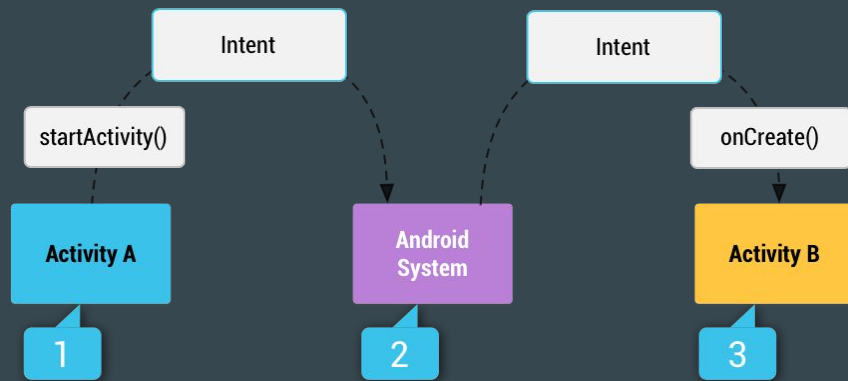 Intent
Intent
startActivity()
onCreate()
Activity A
Android
System
Activity B
1
2
3